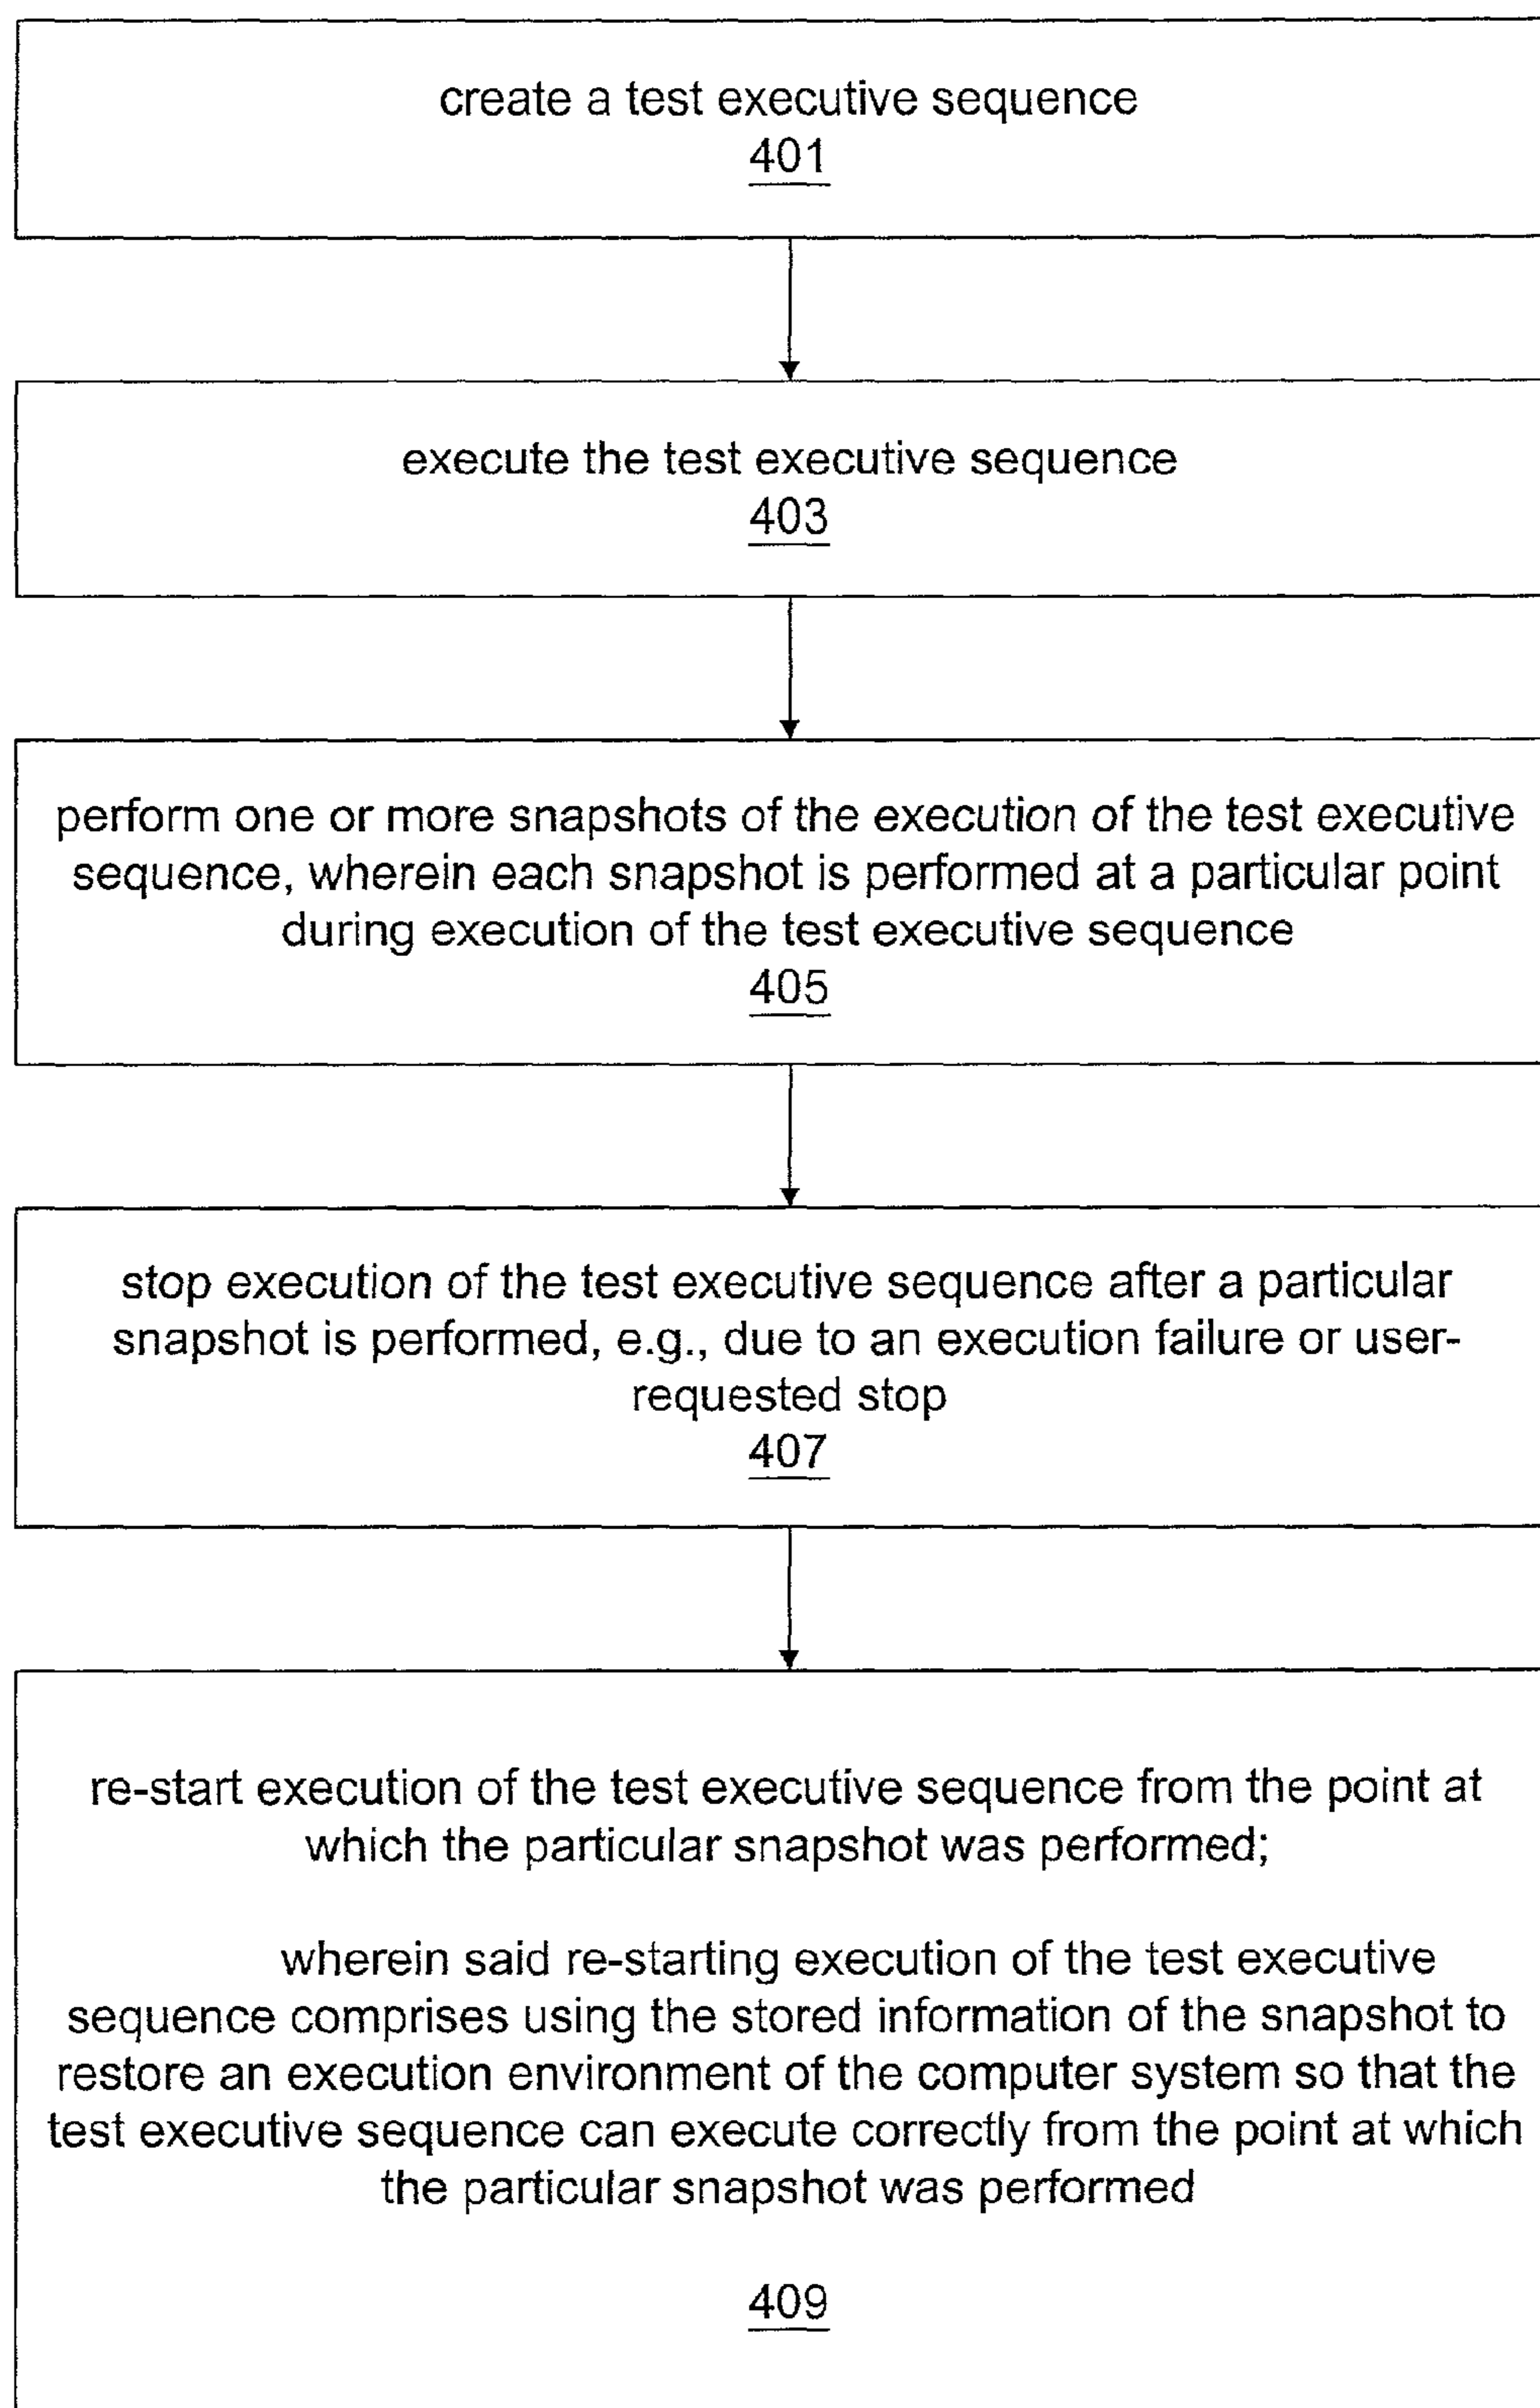 create a test executive sequence
401
execute the test executive sequence
403
perform one or more snapshots of the execution of the test executive
sequence, wherein each snapshot is performed at a particular point
during execution of the test executive sequence
405
stop execution of the test executive sequence after a particular
snapshot is performed, e.g., due to an execution failure or user-
requested stop
407
re-start execution of the test executive sequence from the point at
which the particular snapshot was performed;
wherein said re-starting execution of the test executive
sequence comprises using the stored information of the snapshot to
restore an execution environment of the computer system so that the
test executive sequence can execute correctly from the point at which
the particular snapshot was performed
409